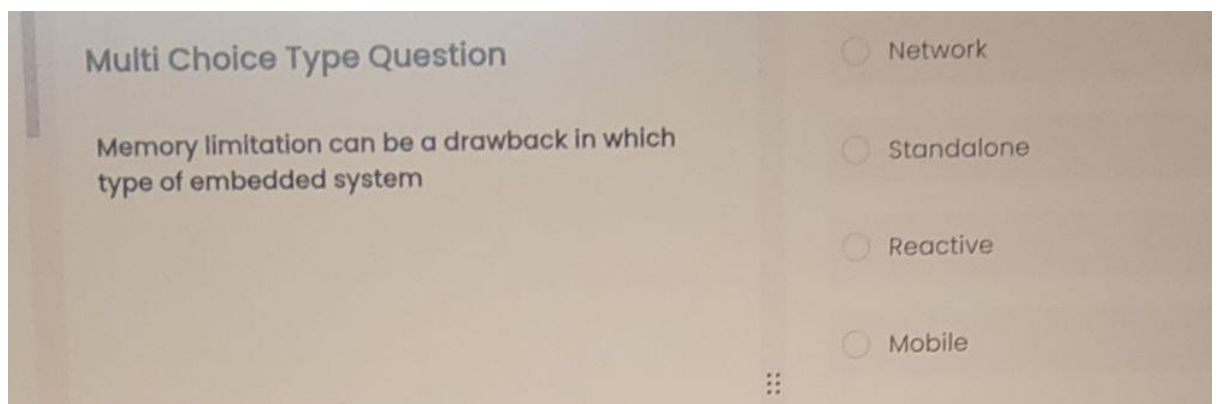 Multi Choice Type Question
Memory limitation can be a drawback in which
type of embedded system
Network
Standalone
Reactive
Mobile